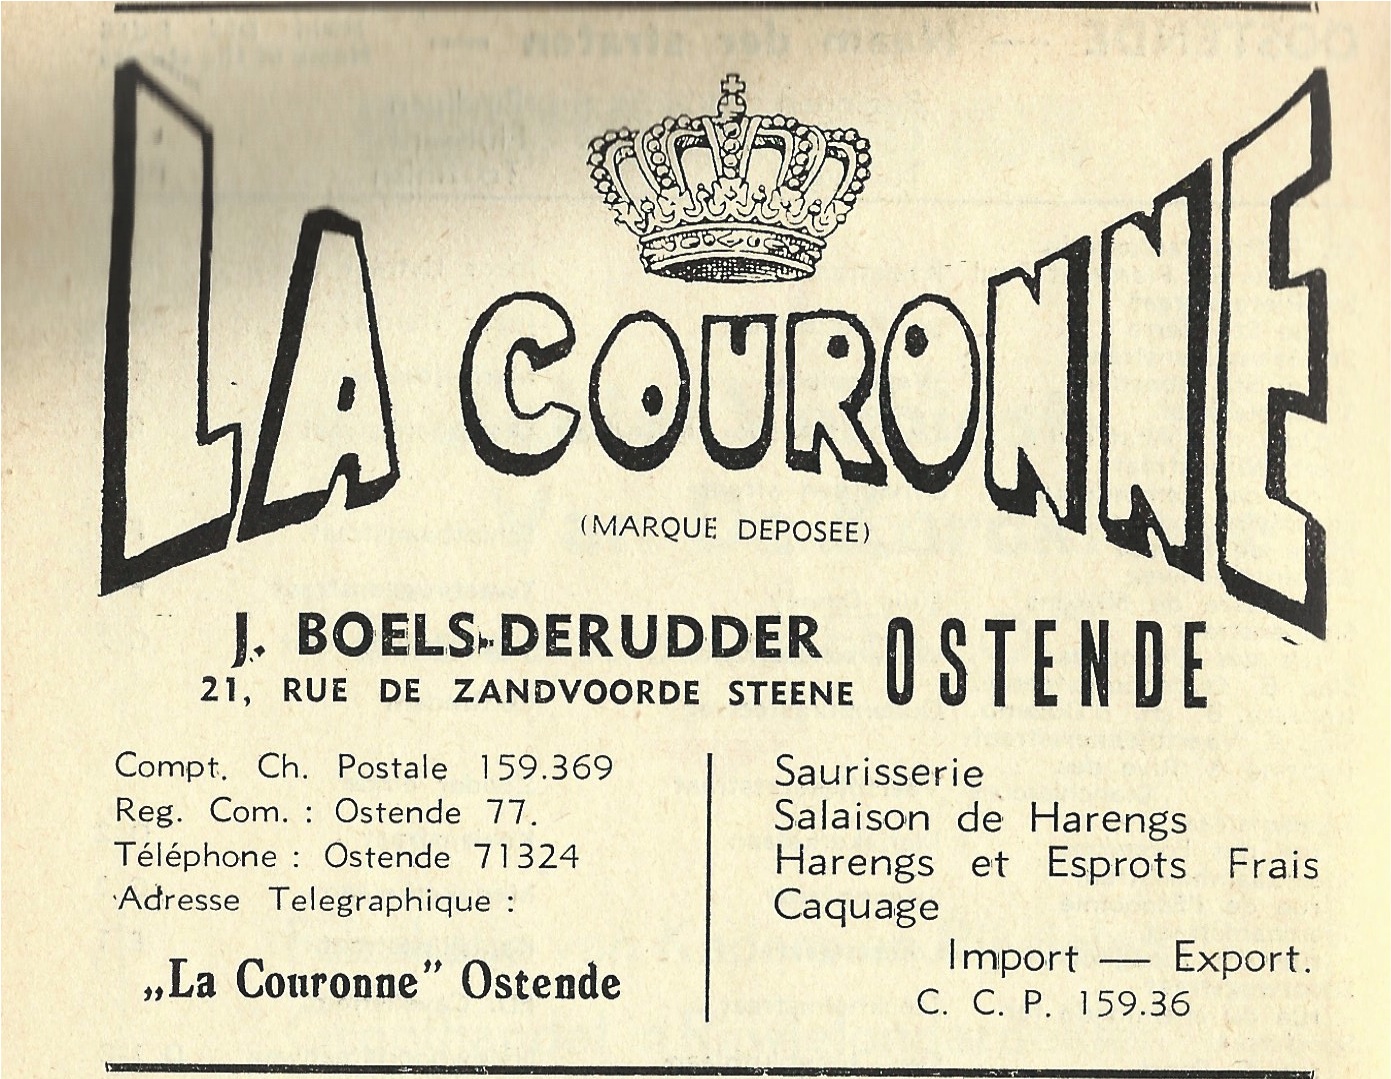 LA COURONNE
(MARQUE DEPOSEE)
J. BOELS-DERUDDER OSTENDE
21, RUE DE ZANDVOORDE STEENE
Compt. Ch. Postale 159.369
Reg. Com. : Ostende 77.
Téléphone : Ostende 71324
Adresse Telegraphique :
„La Couronne” Ostende
Saurisserie
Salaison de Harengs
Harengs et Esprots Frais
Caquage
Import — Export.
C. C. P. 159.36